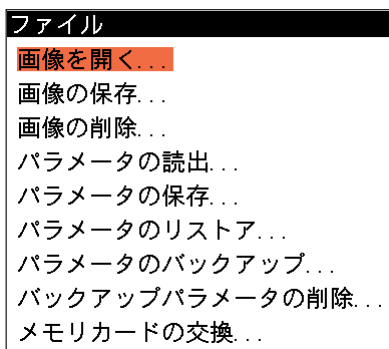 ファイル
画像を開く...
画像の保存...
画像の削除...
パラメータの読出...
パラメータの保存...
パラメータのリストア...
パラメータのバックアップ...
バックアップパラメータの削除...
メモリカードの交換...